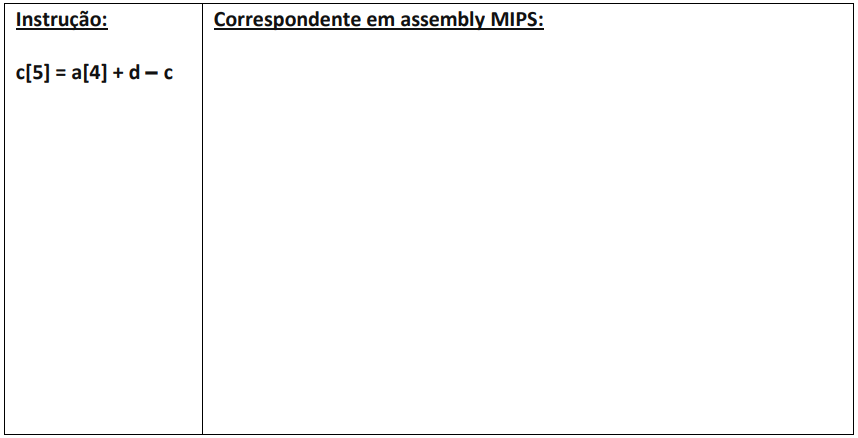 Instrução:
Correspondente em assembly MIPS:
c[5] = a[4] + d – c